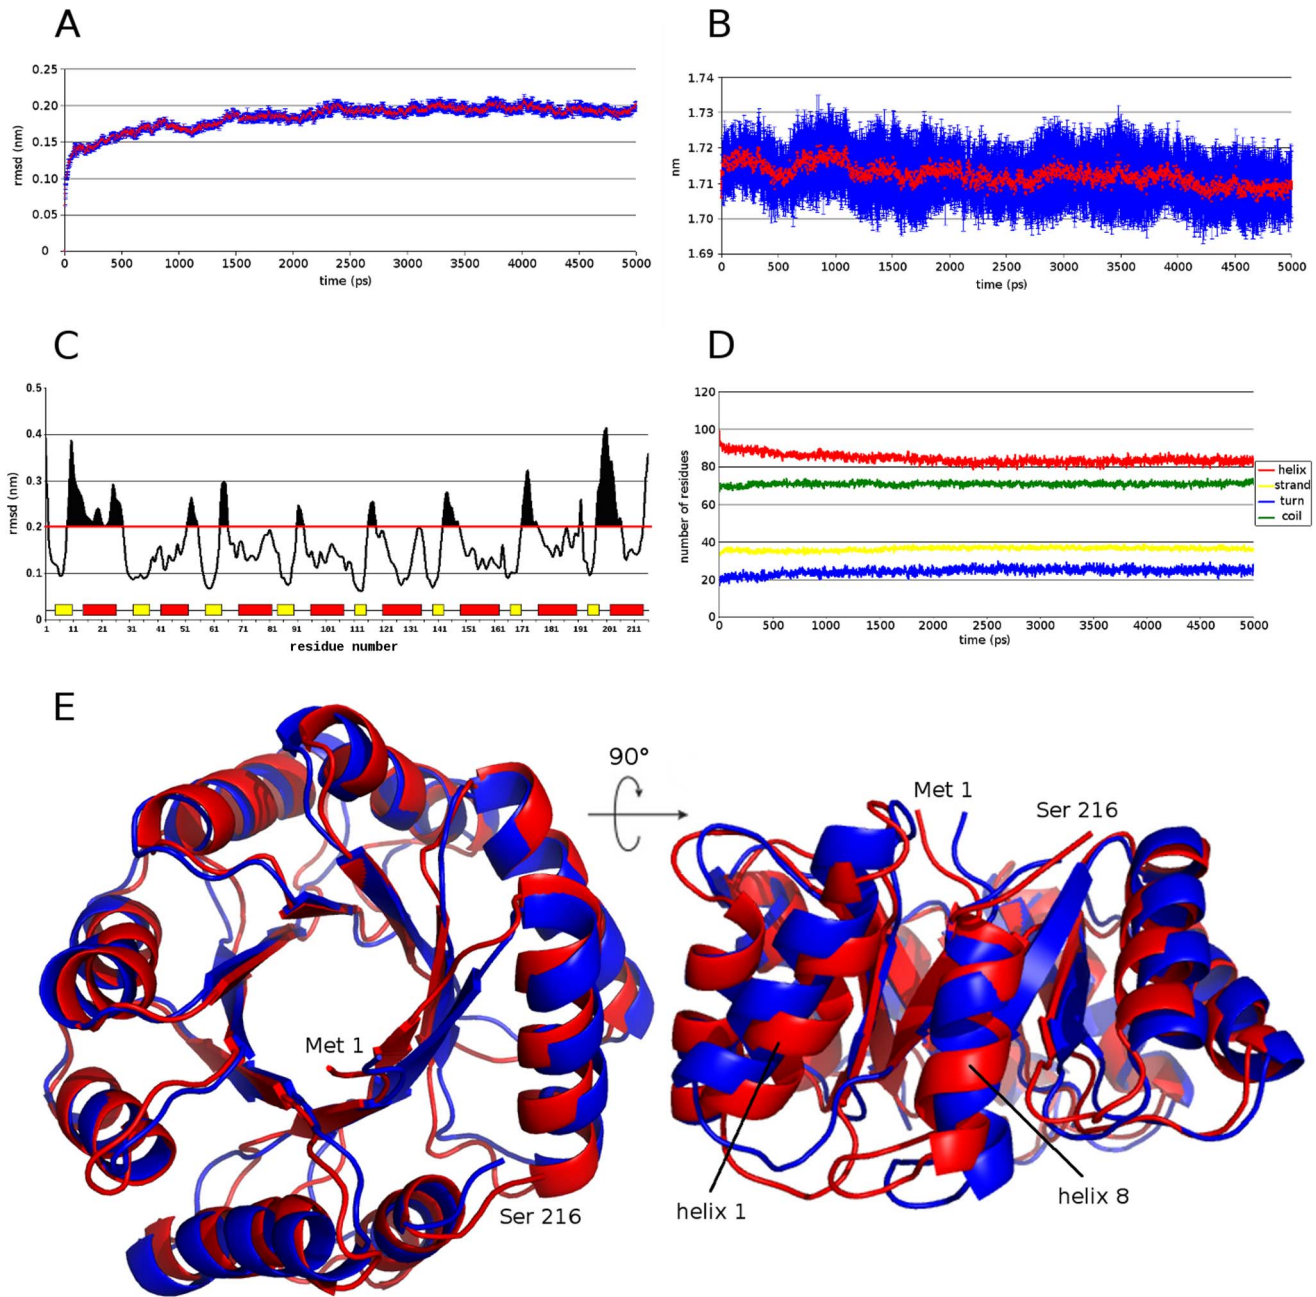 A
0.25
0.20
0.15
0.10
0.05
0
rmsd (nm)
0 500 1000 1500 2000 2500 3000 3500 4000 4500 5000
time (ps)
B
1.74
1.73
1.72
1.71
1.70
1.69
nm
0 500 1000 1500 2000 2500 3000 3500 4000 4500 5000
time (ps)
C
0.5
0.4
0.3
0.2
0.1
0
rmsd (nm)
1 11 21 31 41 51 61 71 81 91 101 111 121 131 141 151 161 171 181 191 201 211
residue number
D
120
100
80
60
40
20
0
number of residues
0 500 1000 1500 2000 2500 3000 3500 4000 4500 5000
time (ps)
helix
strand
turn
coil
E
Met 1
Ser 216
90°
Met 1
Ser 216
helix 1
helix 8